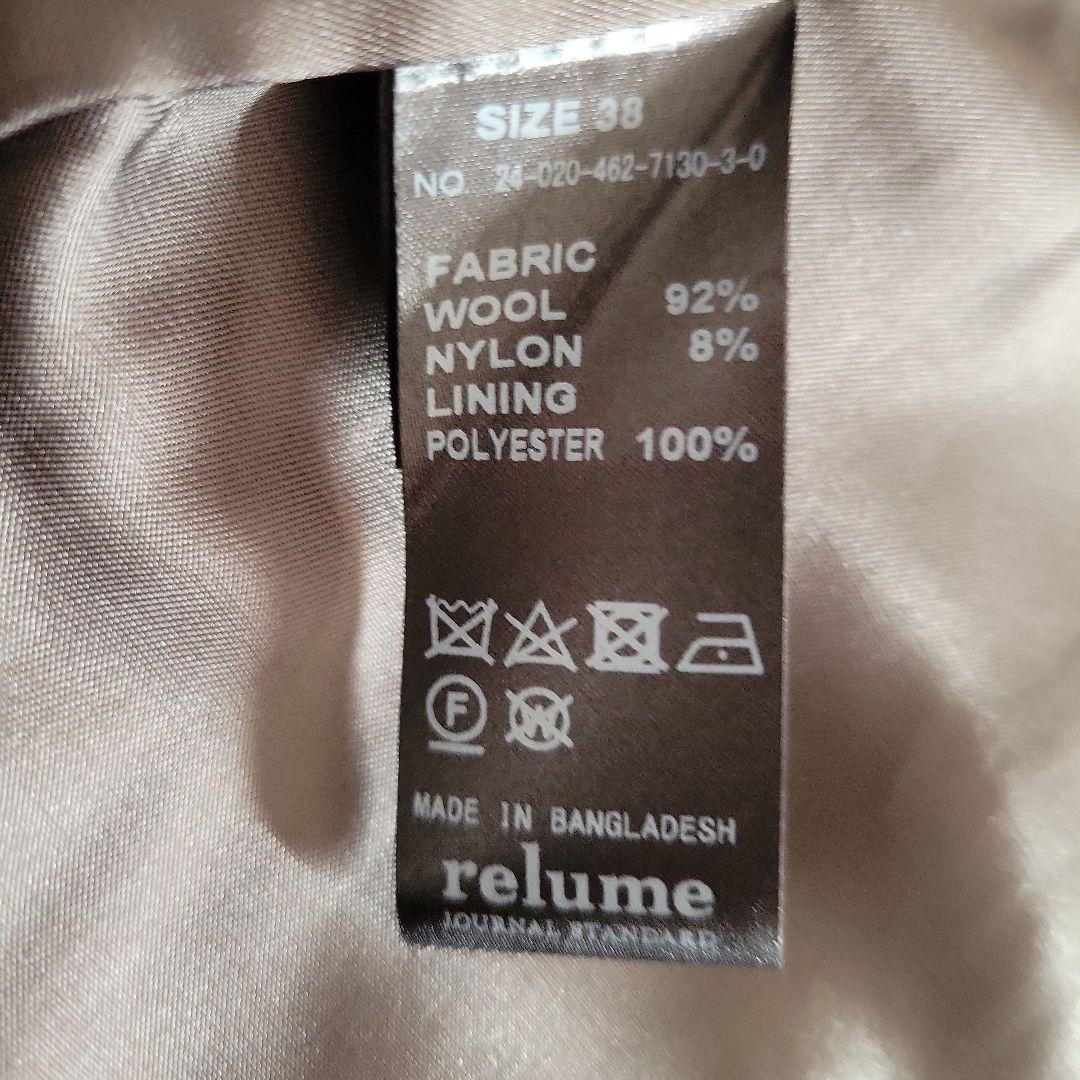 SIZE 38
NO. 24-020-462-7130-3-0
FABRIC
WOOL 92%
NYLON 8%
LINING
POLYESTER 100%
F W
MADE IN BANGLADESH
relume
JOURNAL STANDARD